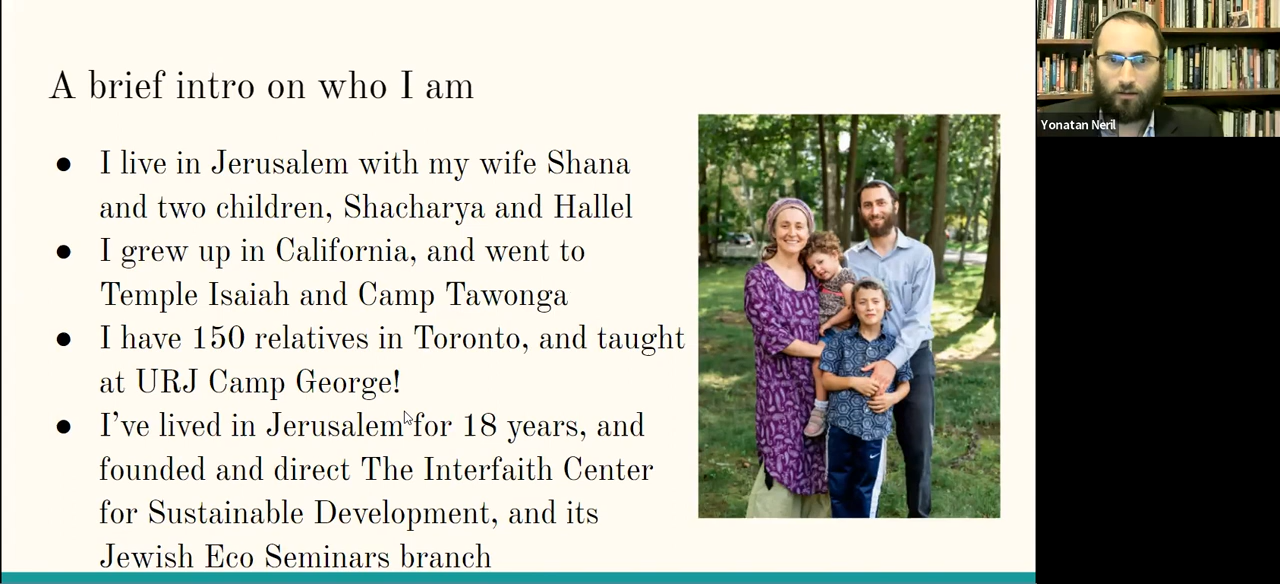 A brief intro on who I am
● I live in Jerusalem with my wife Shana
and two children, Shacharya and Hallel
● I grew up in California, and went to
Temple Isaiah and Camp Tawonga
● I have 150 relatives in Toronto, and taught
at URJ Camp George!
● I’ve lived in Jerusalem for 18 years, and
founded and direct The Interfaith Center
for Sustainable Development, and its
Jewish Eco Seminars branch
Yonatan Neril